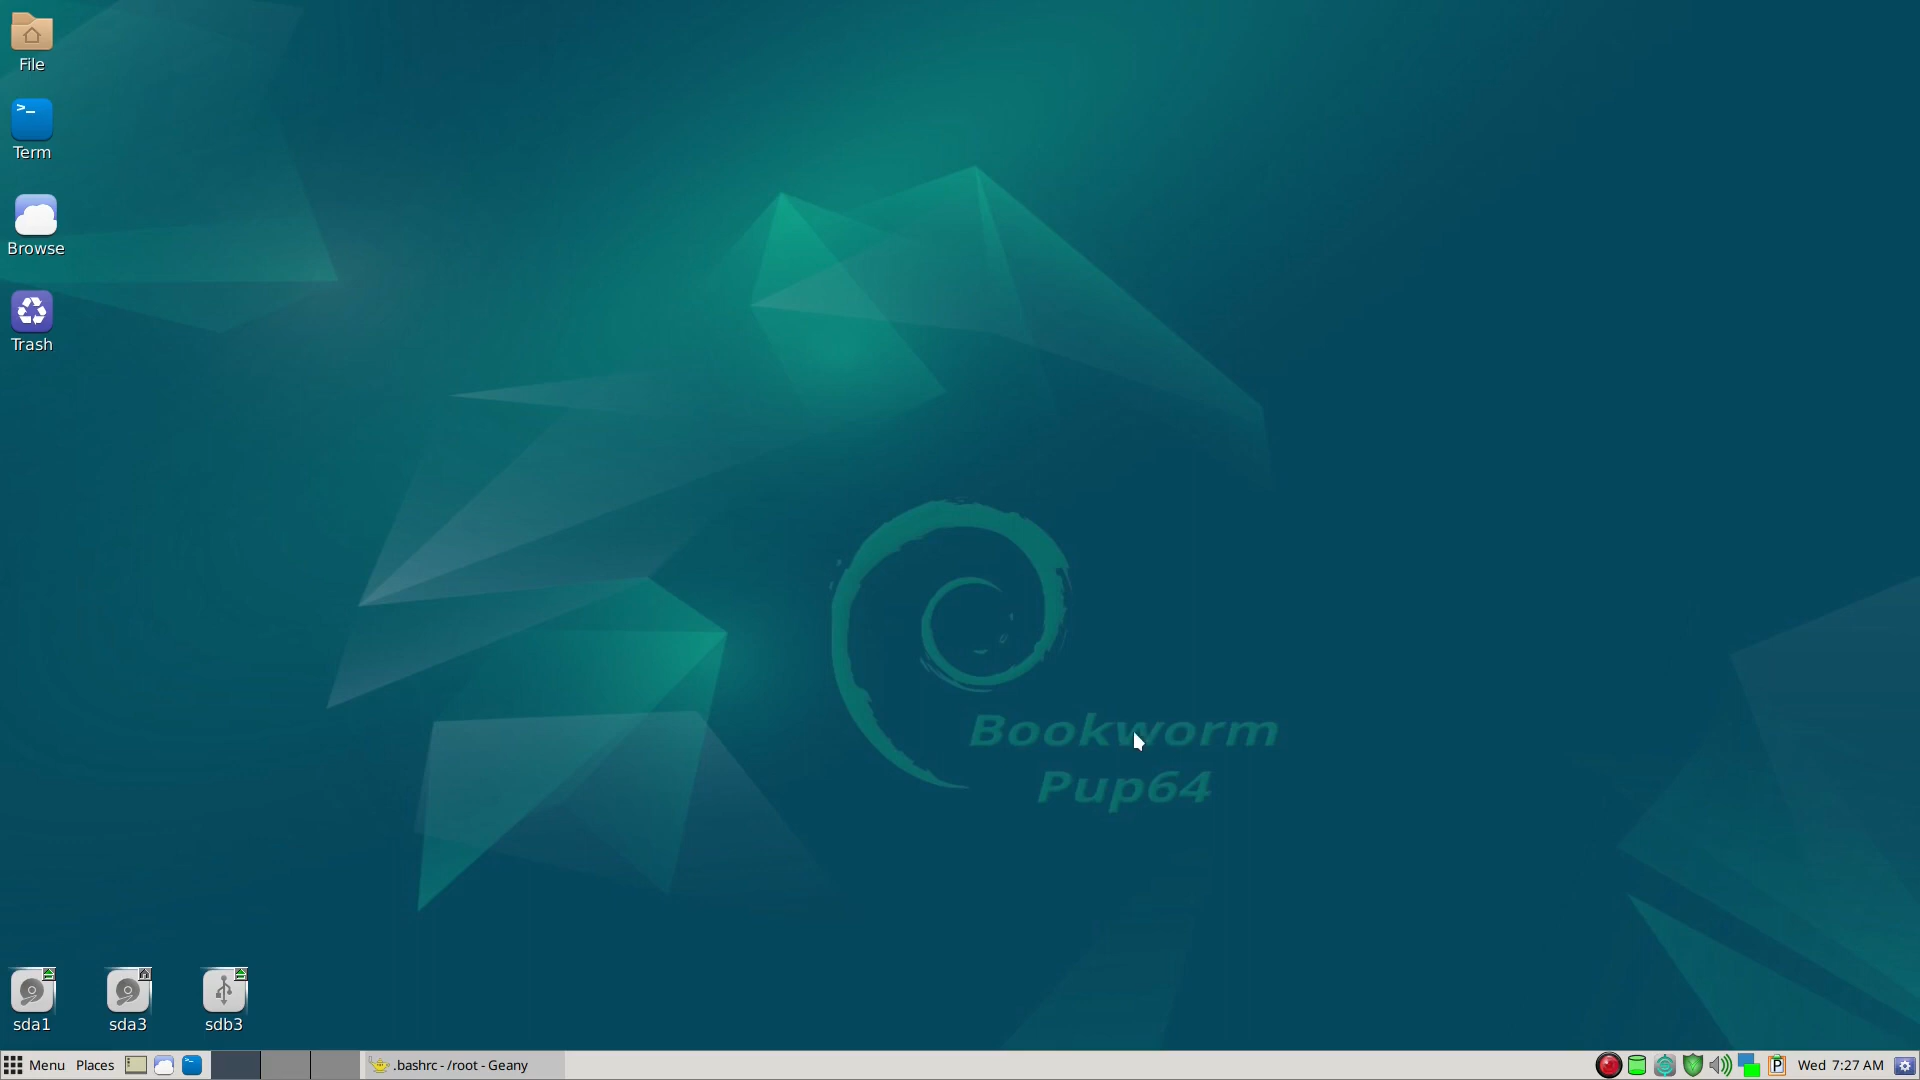 File
>_
Term
Browse
Trash
Bookworm
Pup64
sda1
sda3
sdb3
Menu
Places
>_
.bashrc - /root - Geany
P
Wed 7:27 AM